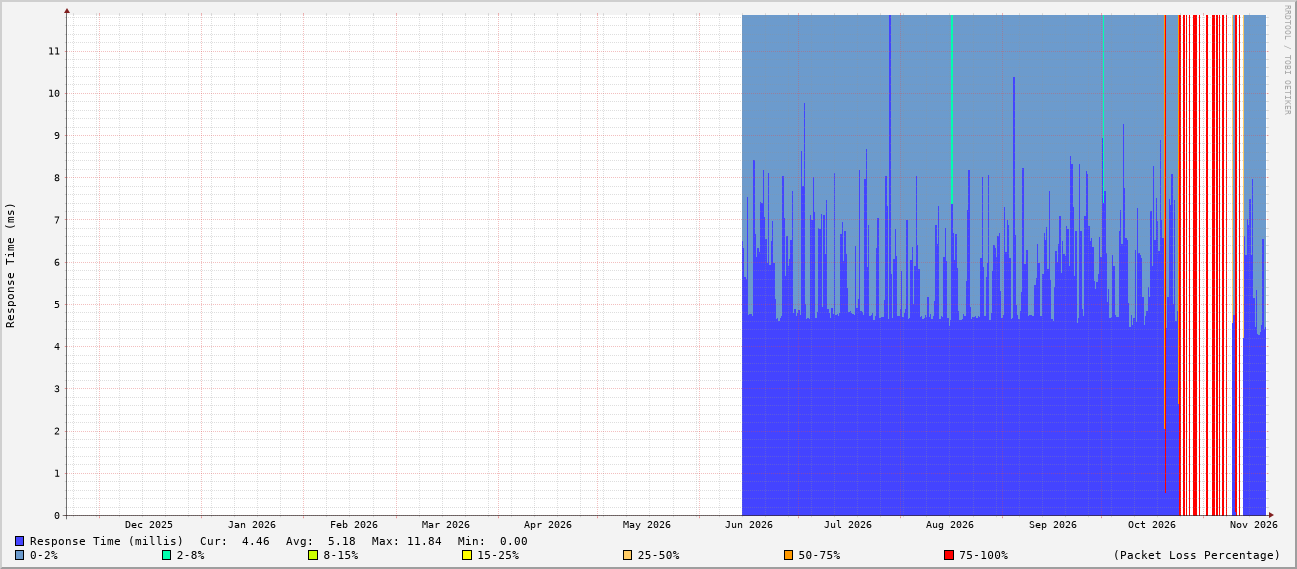 RRDTOOL / TOBI OETIKER
Response Time (ms)
11
10
9
8
7
6
5
4
3
2
1
0
Dec 2025 Jan 2026 Feb 2026 Mar 2026 Apr 2026 May 2026 Jun 2026 Jul 2026 Aug 2026 Sep 2026 Oct 2026 Nov 2026
Response Time (millis) Cur: 4.46 Avg: 5.18 Max: 11.84 Min: 0.00
0-2% 2-8% 8-15% 15-25% 25-50% 50-75% 75-100% (Packet Loss Percentage)